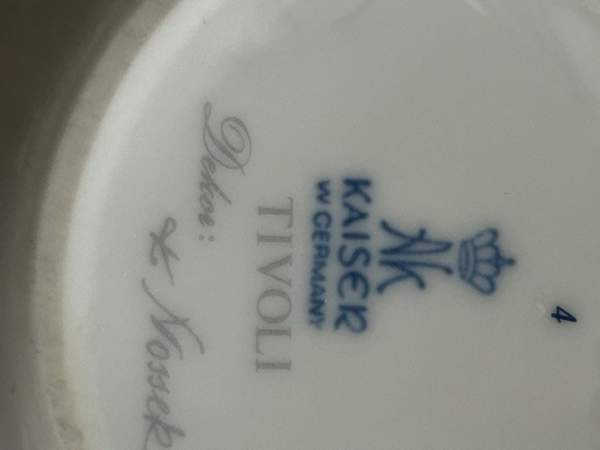 4
AK
KAISER
W.GERMANY
TIVOLI
Dekor:
K Nossek